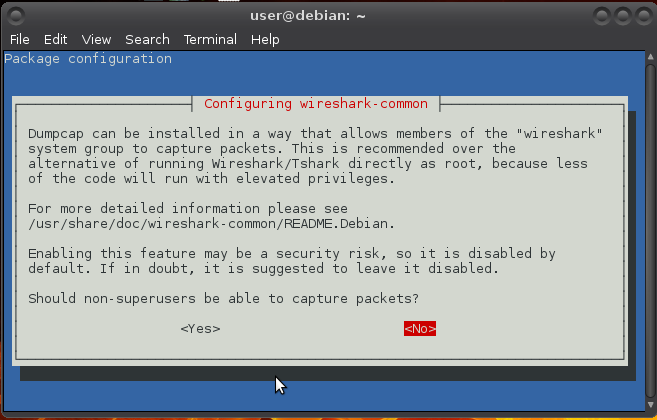 user@debian: ~
File Edit View Search Terminal Help
Package configuration
Configuring wireshark-common
Dumpcap can be installed in a way that allows members of the "wireshark"
system group to capture packets. This is recommended over the
alternative of running Wireshark/Tshark directly as root, because less
of the code will run with elevated privileges.
For more detailed information please see
/usr/share/doc/wireshark-common/README.Debian.
Enabling this feature may be a security risk, so it is disabled by
default. If in doubt, it is suggested to leave it disabled.
Should non-superusers be able to capture packets?
<Yes> <No>